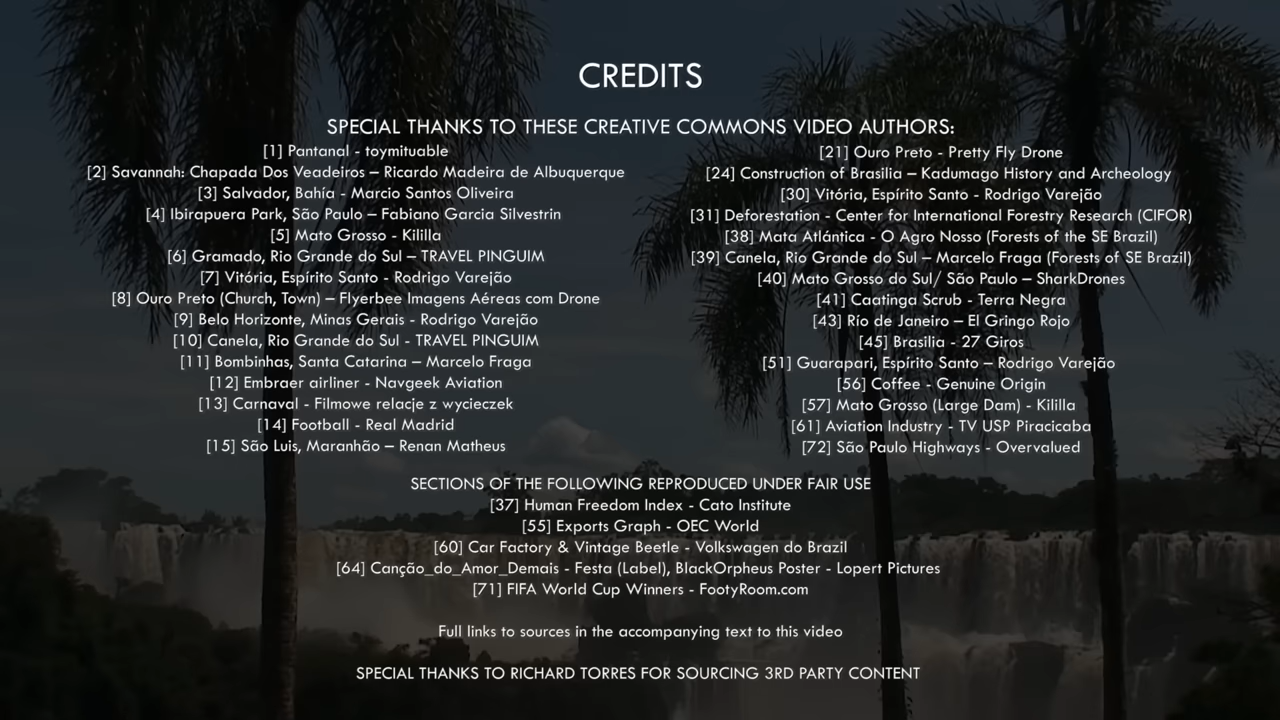 CREDITS
SPECIAL THANKS TO THESE CREATIVE COMMONS VIDEO AUTHORS:
[1] Pantanal - toymituable
[2] Savannah: Chapada Dos Veadeiros – Ricardo Madeira de Albuquerque
[3] Salvador, Bahía - Marcio Santos Oliveira
[4] Ibirapuera Park, São Paulo – Fabiano Garcia Silvestrin
[5] Mato Grosso - Kililla
[6] Gramado, Rio Grande do Sul – TRAVEL PINGUIM
[7] Vitória, Espírito Santo - Rodrigo Varejão
[8] Ouro Preto (Church, Town) – Flyerbee Imagens Aéreas com Drone
[9] Belo Horizonte, Minas Gerais - Rodrigo Varejão
[10] Canela, Rio Grande do Sul - TRAVEL PINGUIM
[11] Bombinhas, Santa Catarina – Marcelo Fraga
[12] Embraer airliner - Navgeek Aviation
[13] Carnaval - Filmowe relacje z wycieczek
[14] Football - Real Madrid
[15] São Luis, Maranhão – Renan Matheus
[21] Ouro Preto - Pretty Fly Drone
[24] Construction of Brasilia – Kadumago History and Archeology
[30] Vitória, Espírito Santo - Rodrigo Varejão
[31] Deforestation - Center for International Forestry Research (CIFOR)
[38] Mata Atlántica - O Agro Nosso (Forests of the SE Brazil)
[39] Canela, Rio Grande do Sul – Marcelo Fraga (Forests of SE Brazil)
[40] Mato Grosso do Sul/ São Paulo – SharkDrones
[41] Caatinga Scrub - Terra Negra
[43] Río de Janeiro – El Gringo Rojo
[45] Brasilia - 27 Giros
[51] Guarapari, Espírito Santo – Rodrigo Varejão
[56] Coffee - Genuine Origin
[57] Mato Grosso (Large Dam) - Kililla
[61] Aviation Industry - TV USP Piracicaba
[72] São Paulo Highways - Overvalued
SECTIONS OF THE FOLLOWING REPRODUCED UNDER FAIR USE
[37] Human Freedom Index - Cato Institute
[55] Exports Graph - OEC World
[60] Car Factory & Vintage Beetle - Volkswagen do Brazil
[64] Canção_do_Amor_Demais - Festa (Label), BlackOrpheus Poster - Lopert Pictures
[71] FIFA World Cup Winners - FootyRoom.com
Full links to sources in the accompanying text to this video
SPECIAL THANKS TO RICHARD TORRES FOR SOURCING 3RD PARTY CONTENT